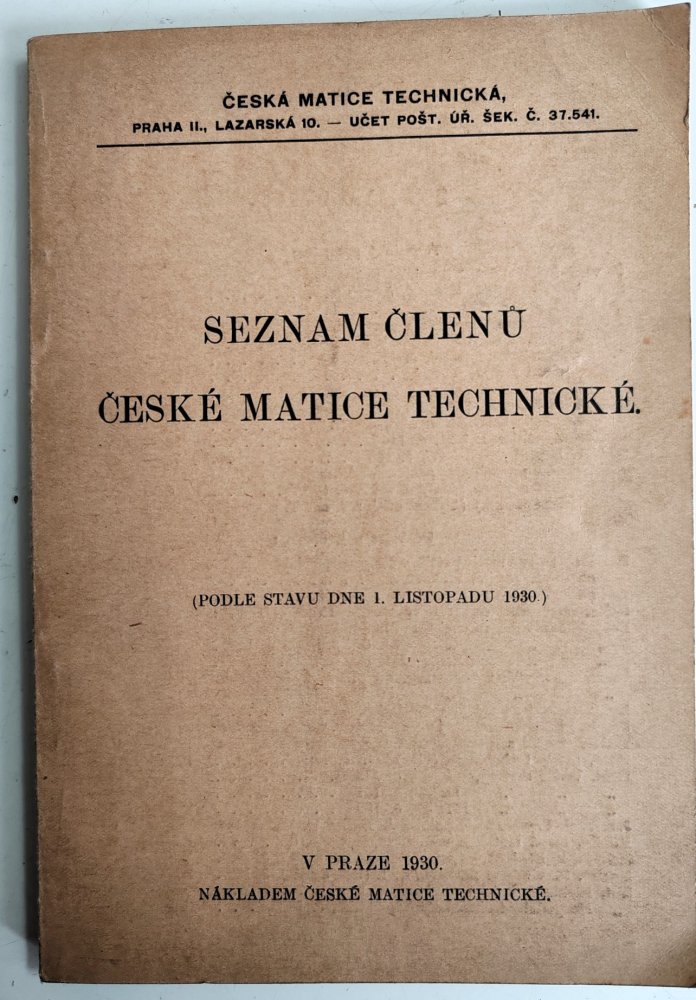 ČESKÁ MATICE TECHNICKÁ,
PRAHA II., LAZARSKÁ 10. — UČET POŠT. ÚŘ. ŠEK. Č. 37.541.
SEZNAM ČLENŮ
ČESKÉ MATICE TECHNICKÉ.
(PODLE STAVU DNE 1. LISTOPADU 1930.)
V PRAZE 1930.
NÁKLADEM ČESKÉ MATICE TECHNICKÉ.